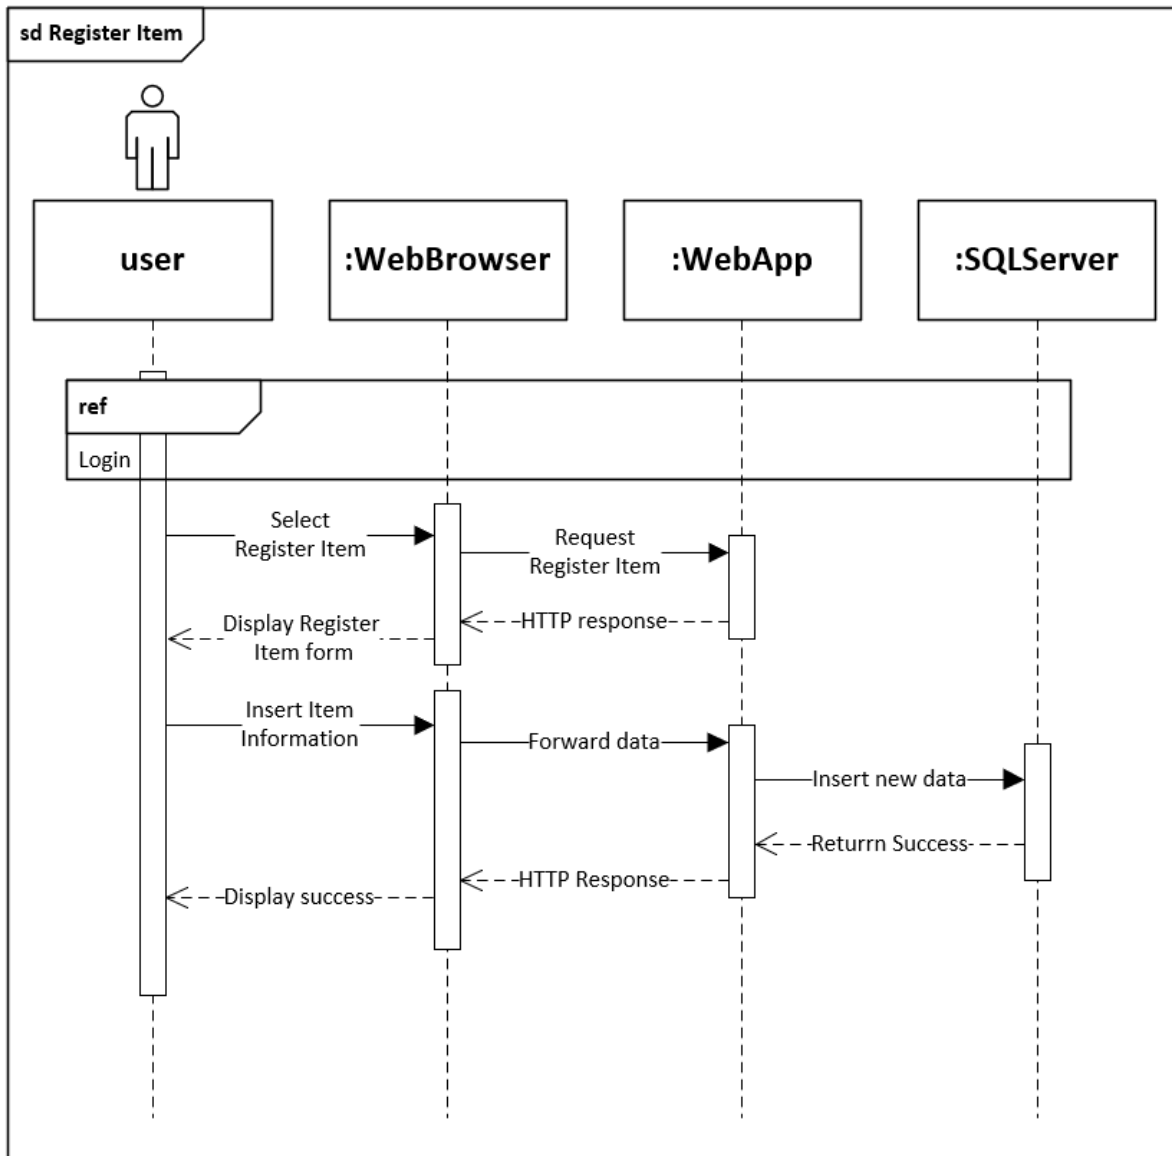 sd Register Item
user
:WebBrowser
:WebApp
:SQLServer
ref
Login
Select
Register Item
Request
Register Item
HTTP response
Display Register
Item form
Insert Item
Information
Forward data
Insert new data
Returrn Success
HTTP Response
Display success